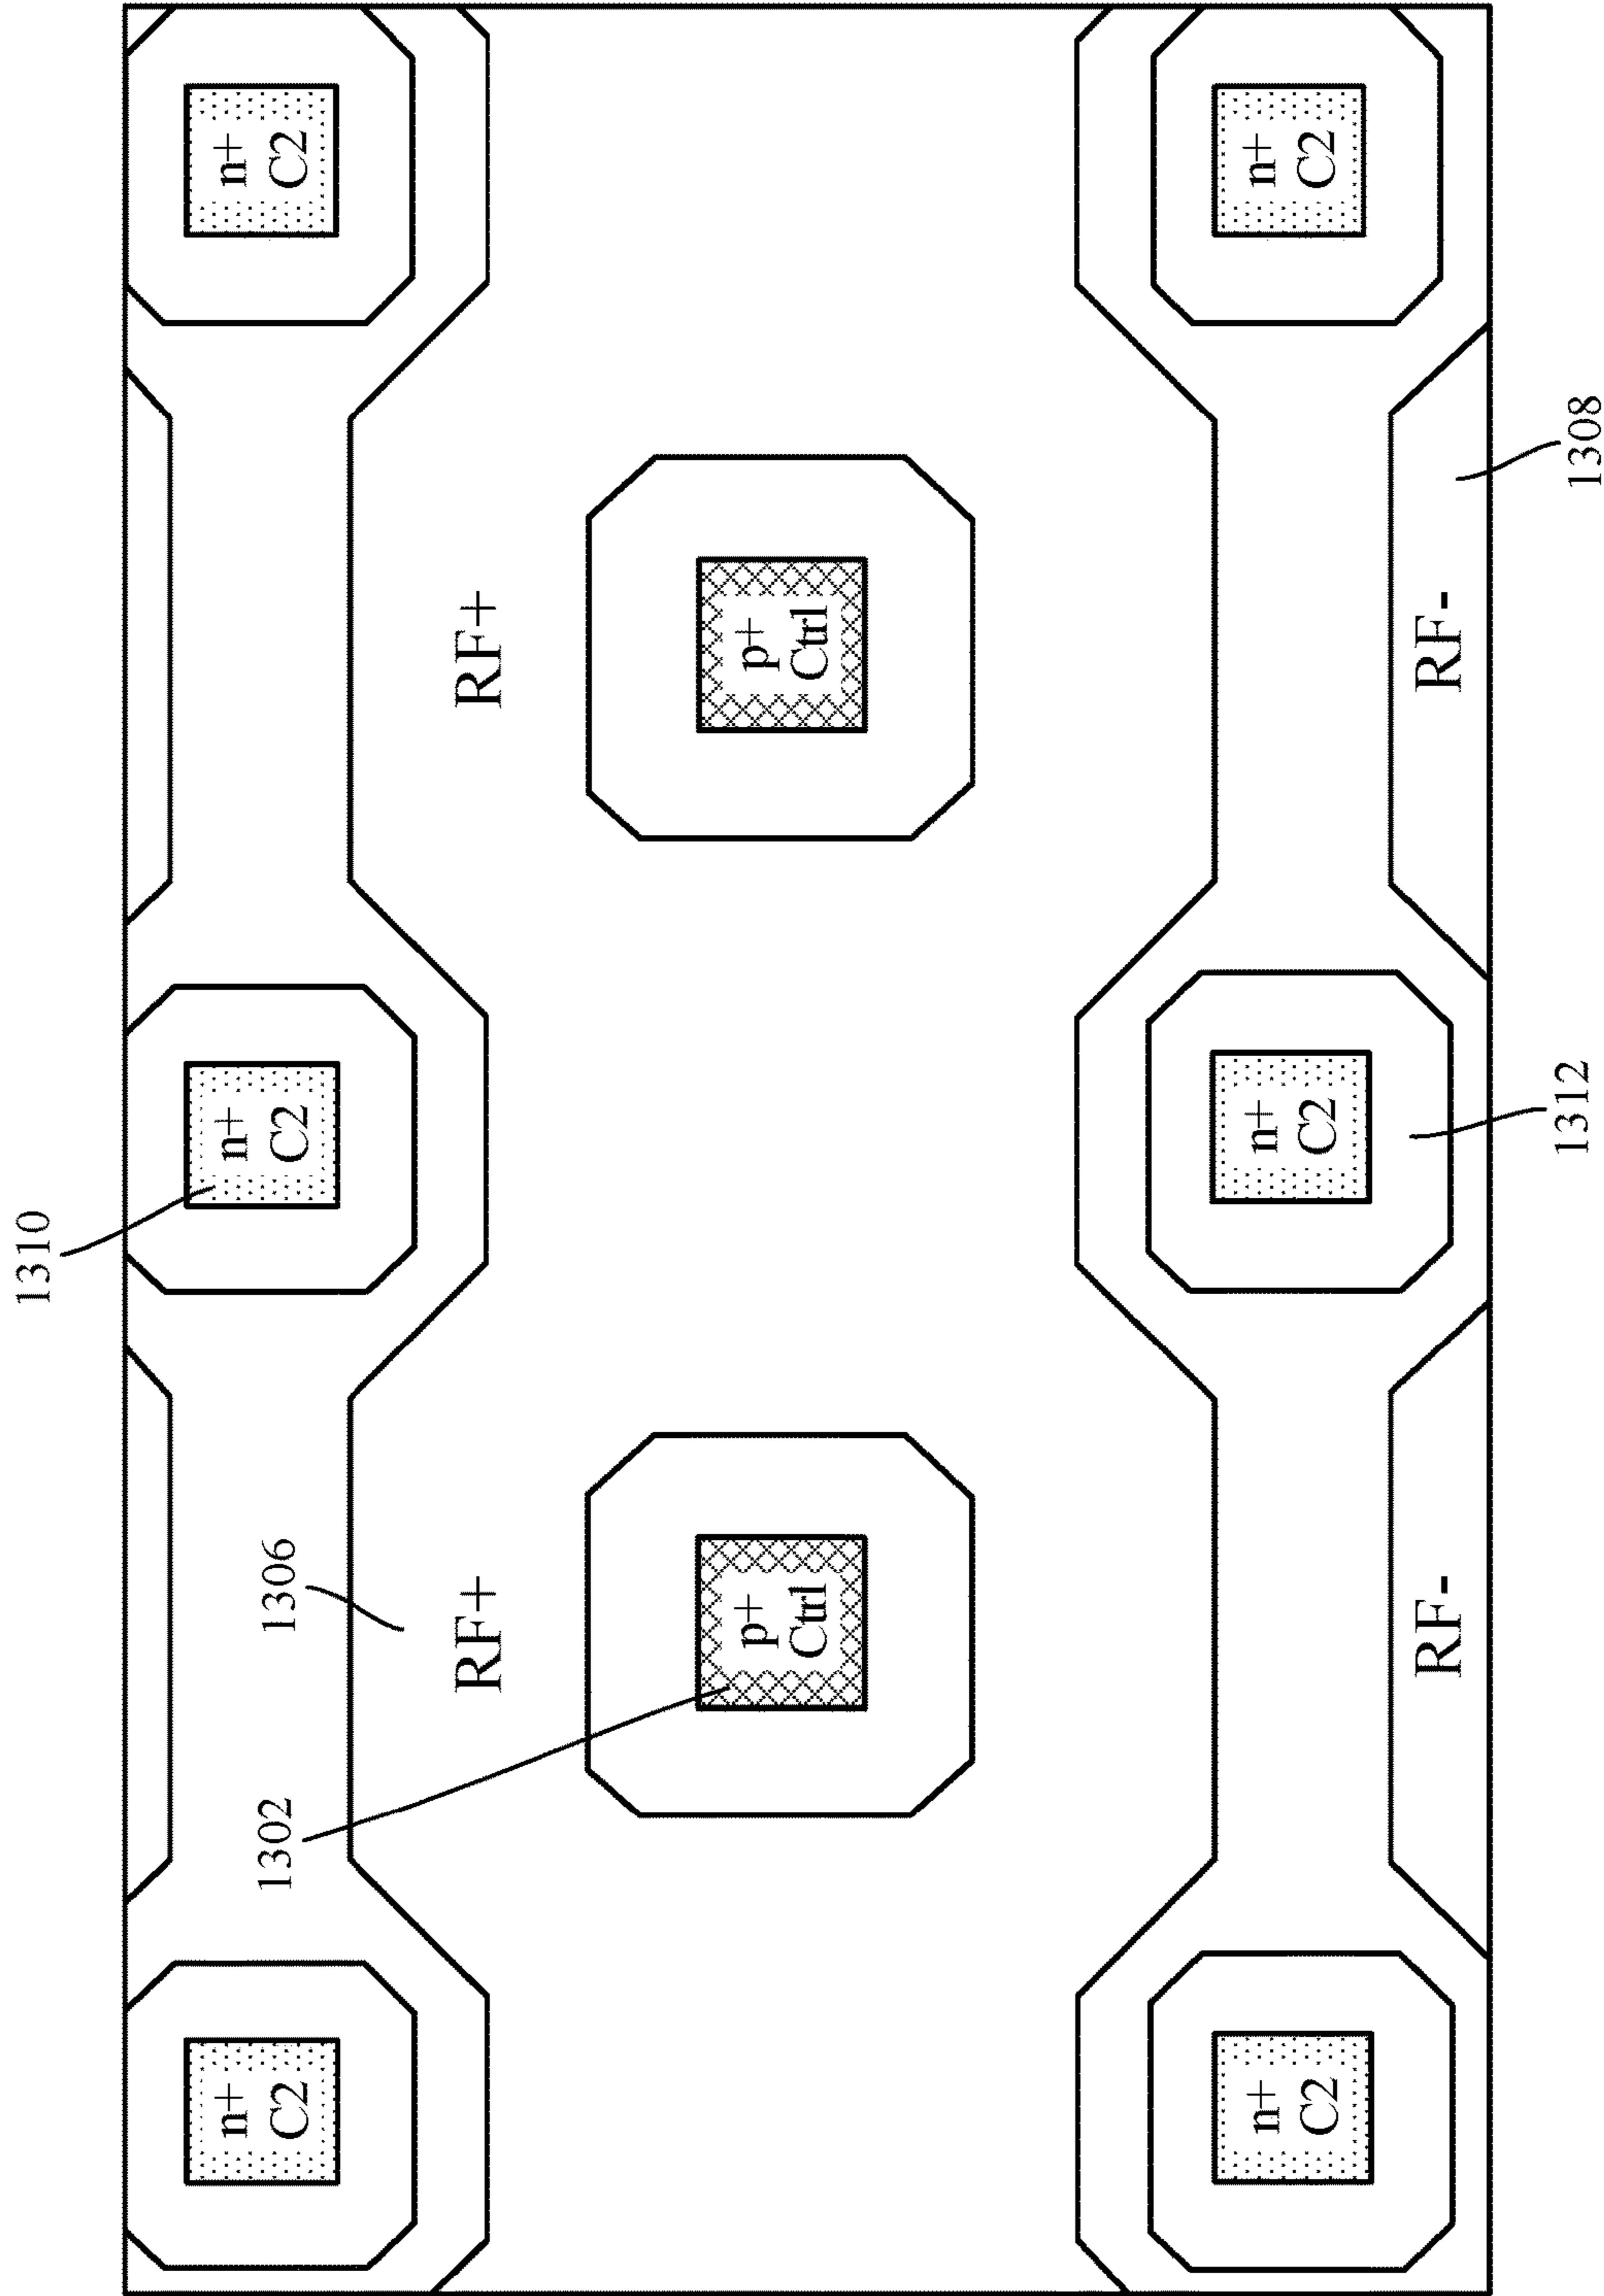 1310
n+
C2
n+
C2
n+
C2
1302
1306
RF+
RF+
p+
Ctrl
p+
Ctrl
n+
C2
n+
C2
n+
C2
RF-
RF-
1312
1308